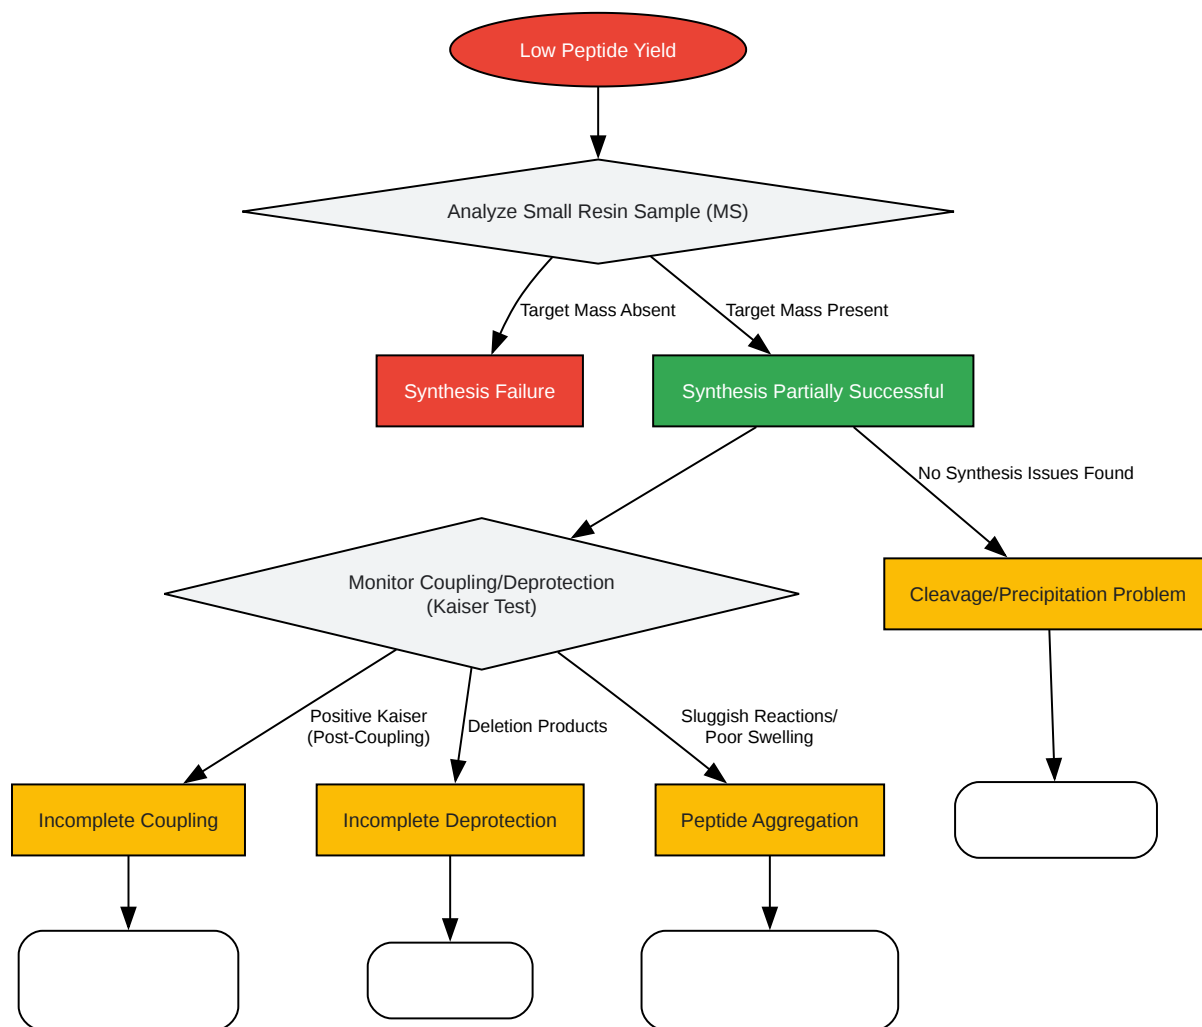 Low Peptide Yield
Analyze Small Resin Sample (MS)
Target Mass Absent
Target Mass Present
Synthesis Failure
Synthesis Partially Successful
No Synthesis Issues Found
Monitor Coupling/Deprotection
(Kaiser Test)
Cleavage/Precipitation Problem
Positive Kaiser
(Post-Coupling)
Deletion Products
Sluggish Reactions/
Poor Swelling
Incomplete Coupling
Incomplete Deprotection
Peptide Aggregation